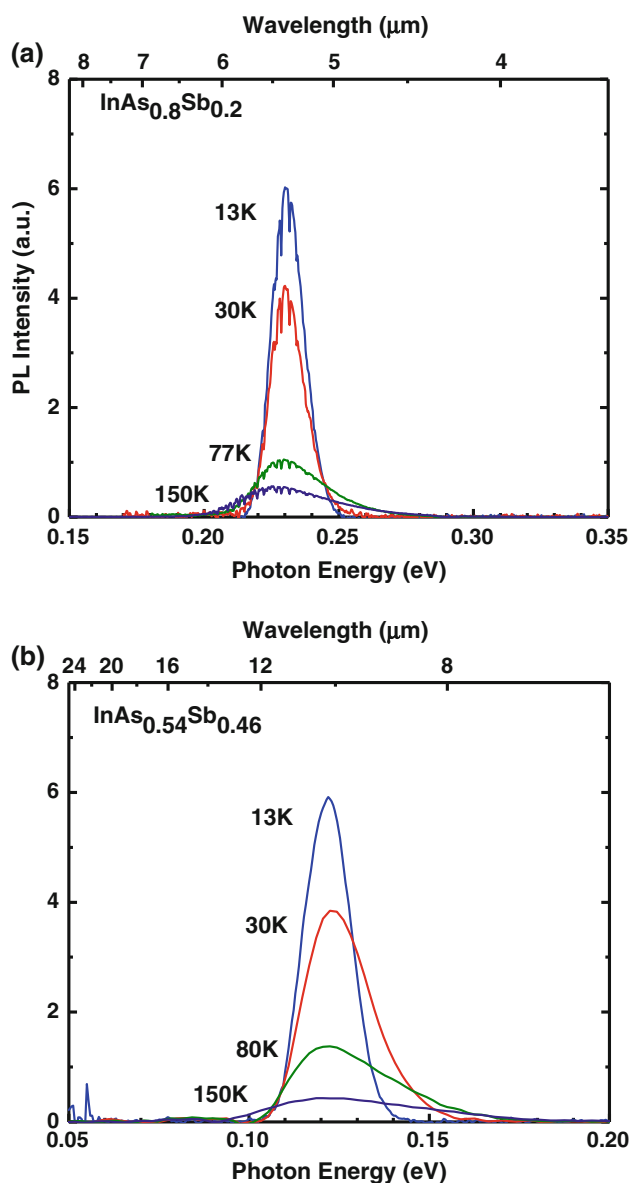 Wavelength (μm)
(a)
8 7 6 5 4
8
InAs0.8Sb0.2
6
13K
PL Intensity (a.u.)
4
30K
2
77K
150K
0
0.15 0.20 0.25 0.30 0.35
Photon Energy (eV)
Wavelength (μm)
(b)
24 20 16 12 8
8
InAs0.54Sb0.46
6
13K
4
30K
2
80K
150K
0
0.05 0.10 0.15 0.20
Photon Energy (eV)